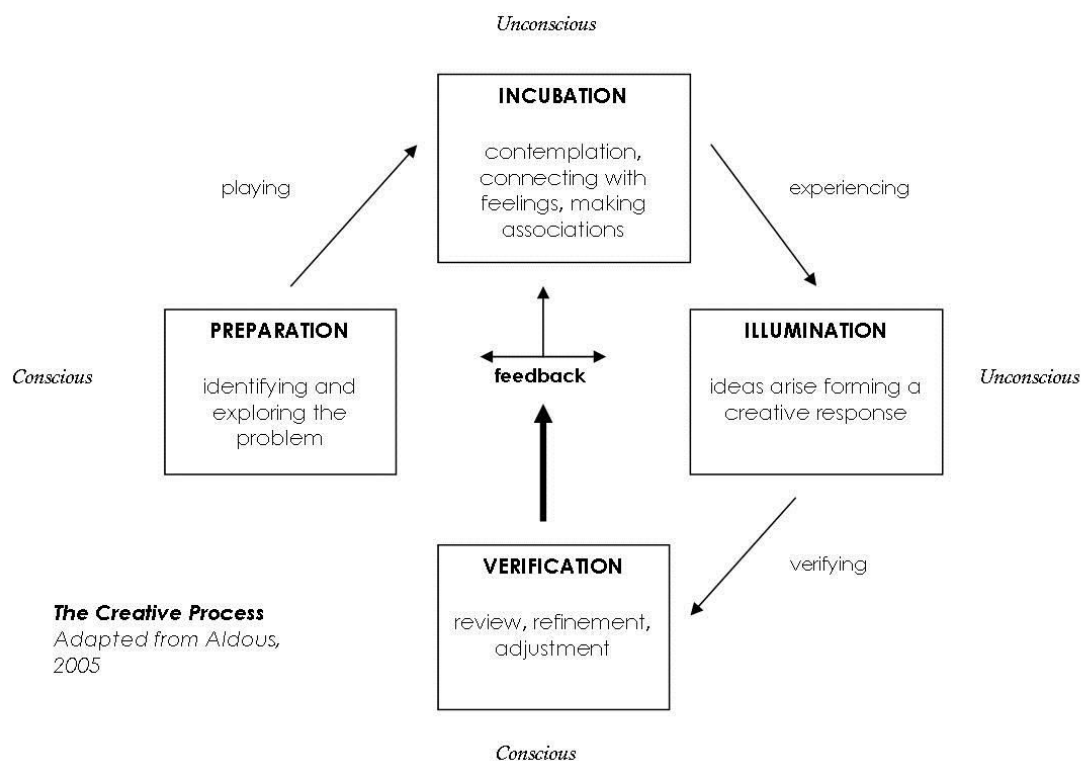 Unconscious
INCUBATION
contemplation,
connecting with
feelings, making
associations
playing
experiencing
PREPARATION
identifying and
exploring the
problem
Conscious
feedback
ILLUMINATION
ideas arise forming a
creative response
Unconscious
VERIFICATION
review, refinement,
adjustment
verifying
The Creative Process
Adapted from Aldous,
2005
Conscious